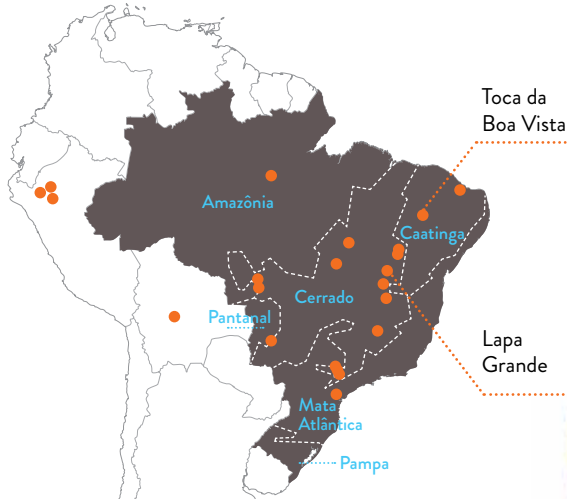 Toca da
Boa Vista
Amazônia
Caatinga
Cerrado
Pantanal
Lapa
Grande
Mata
Atlântica
Pampa